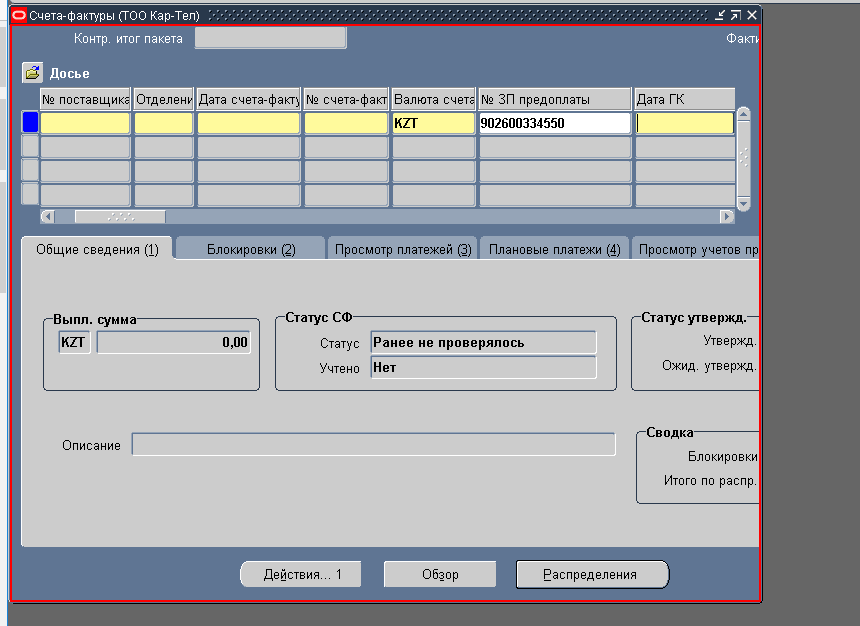 Счета-фактуры (ТОО Кар-Тел)
Контр. итог пакета Факти
Досье
№ поставщика Отделени Дата счета-факту № счета-факт Валюта счета № ЗП предоплаты Дата ГК
KZT 902600334550
Общие сведения (1) Блокировки (2) Просмотр платежей (3) Плановые платежи (4) Просмотр учетов пр
Выпл. сумма Статус СФ Статус утвержд.
KZT 0,00 Статус Ранее не проверялось Утвержд.
Учтено Нет Ожид. утвержд.
Сводка
Описание Блокировки
Итого по распр.
Действия... 1 Обзор Распределения